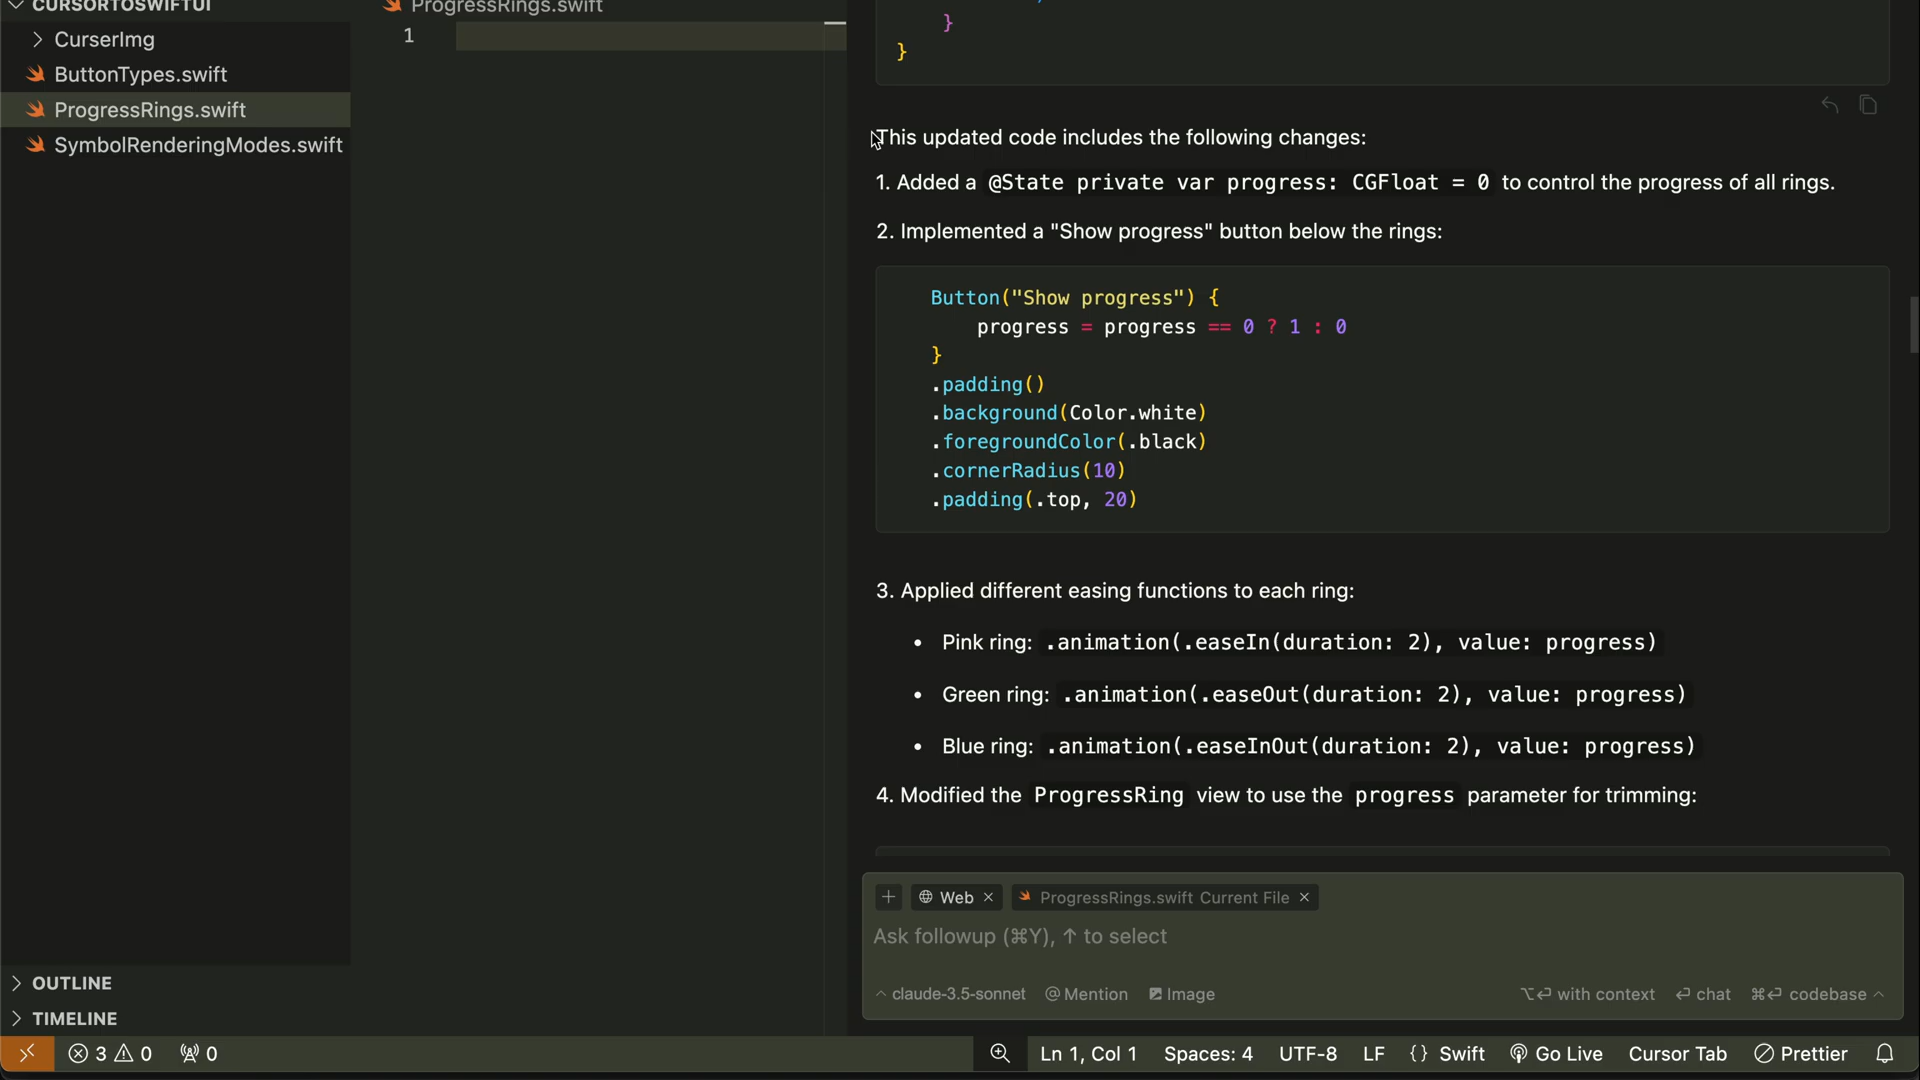 CURSORTOSWIFTUI
CurserImg
ButtonTypes.swift
ProgressRings.swift
SymbolRenderingModes.swift
OUTLINE
TIMELINE
ProgressRings.swift
1
}
}
This updated code includes the following changes:
1. Added a @State private var progress: CGFloat = 0 to control the progress of all rings.
2. Implemented a "Show progress" button below the rings:
Button("Show progress") {
progress = progress == 0 ? 1 : 0
}
.padding()
.background(Color.white)
.foregroundColor(.black)
.cornerRadius(10)
.padding(.top, 20)
3. Applied different easing functions to each ring:
• Pink ring: .animation(.easeIn(duration: 2), value: progress)
• Green ring: .animation(.easeOut(duration: 2), value: progress)
• Blue ring: .animation(.easeInOut(duration: 2), value: progress)
4. Modified the ProgressRing view to use the progress parameter for trimming:
Web × ProgressRings.swift Current File ×
Ask followup (⌘Y), ↑ to select
claude-3.5-sonnet @ Mention Image ⌥⏎ with context ⏎ chat ⌘⏎ codebase
3 0 0 Ln 1, Col 1 Spaces: 4 UTF-8 LF {} Swift Go Live Cursor Tab Prettier